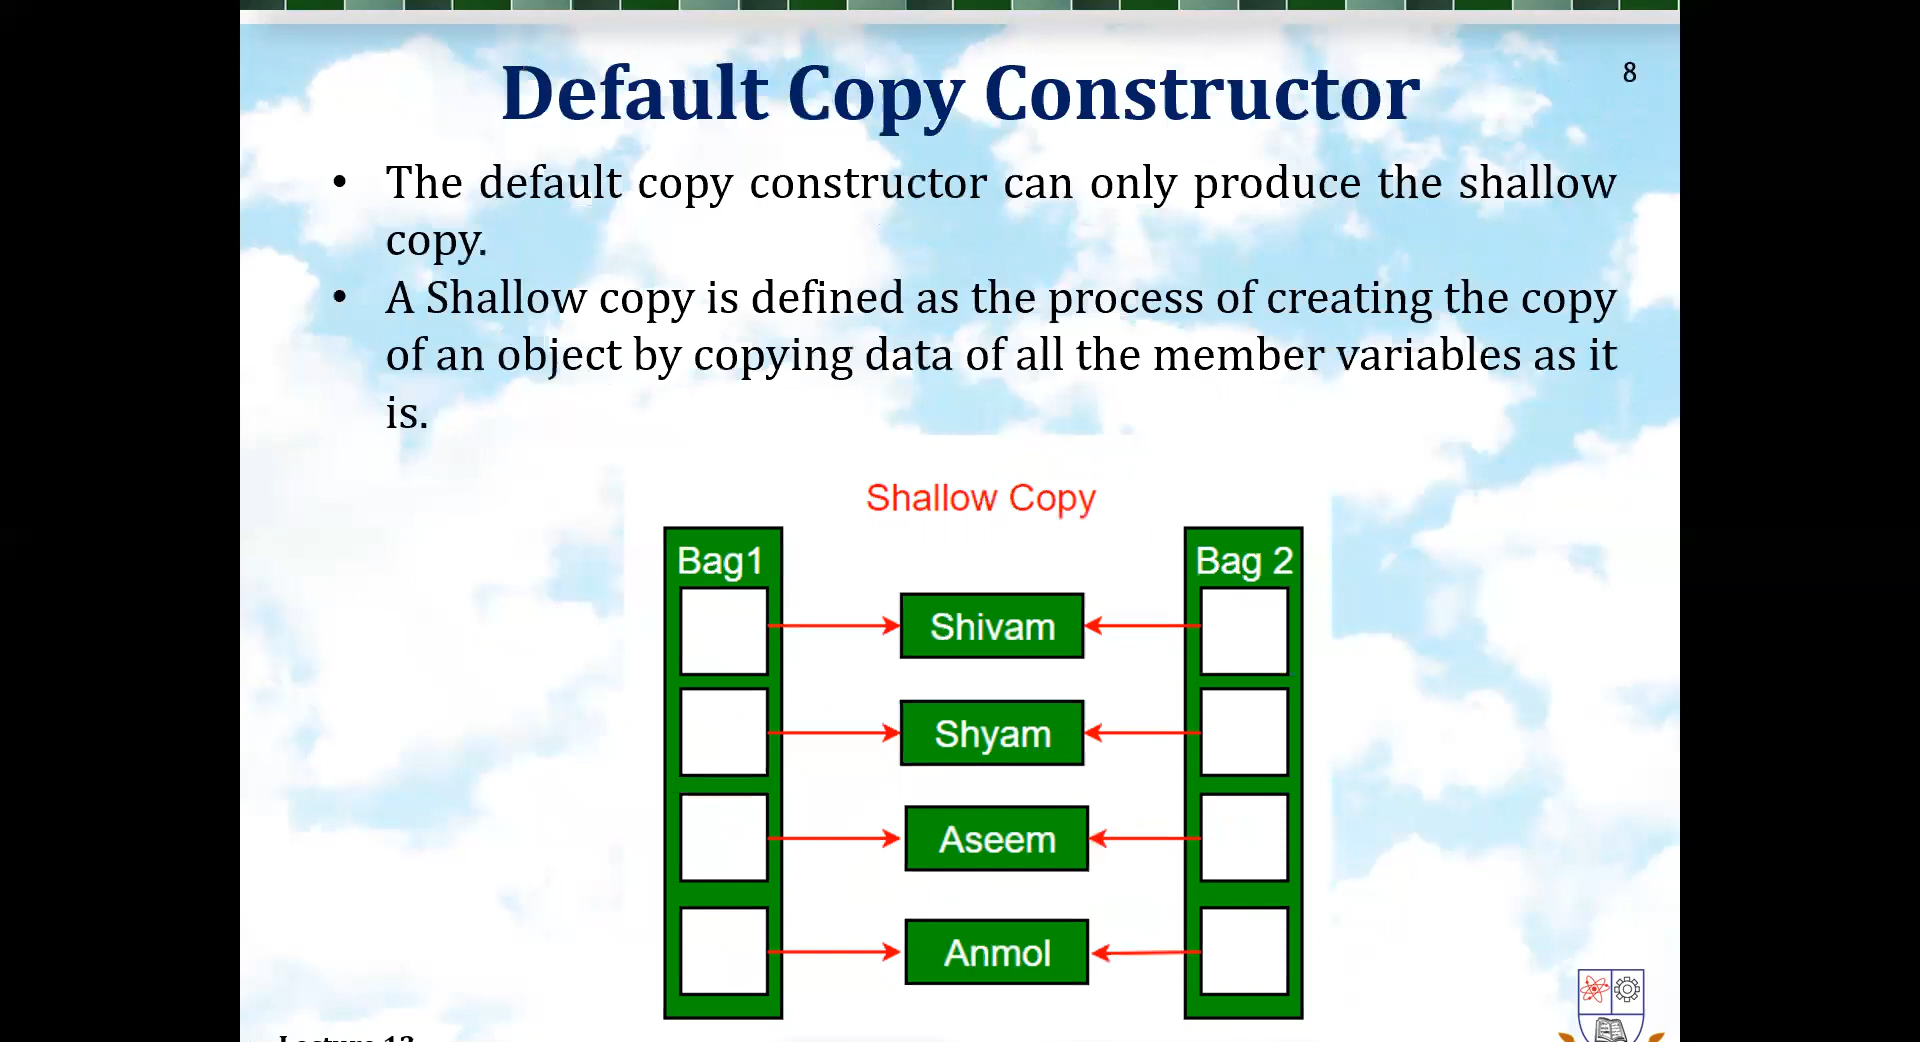 Default Copy Constructor
8
• The default copy constructor can only produce the shallow
copy.
• A Shallow copy is defined as the process of creating the copy
of an object by copying data of all the member variables as it
is.
Shallow Copy
Bag1
Bag 2
Shivam
Shyam
Aseem
Anmol
Lecture 13